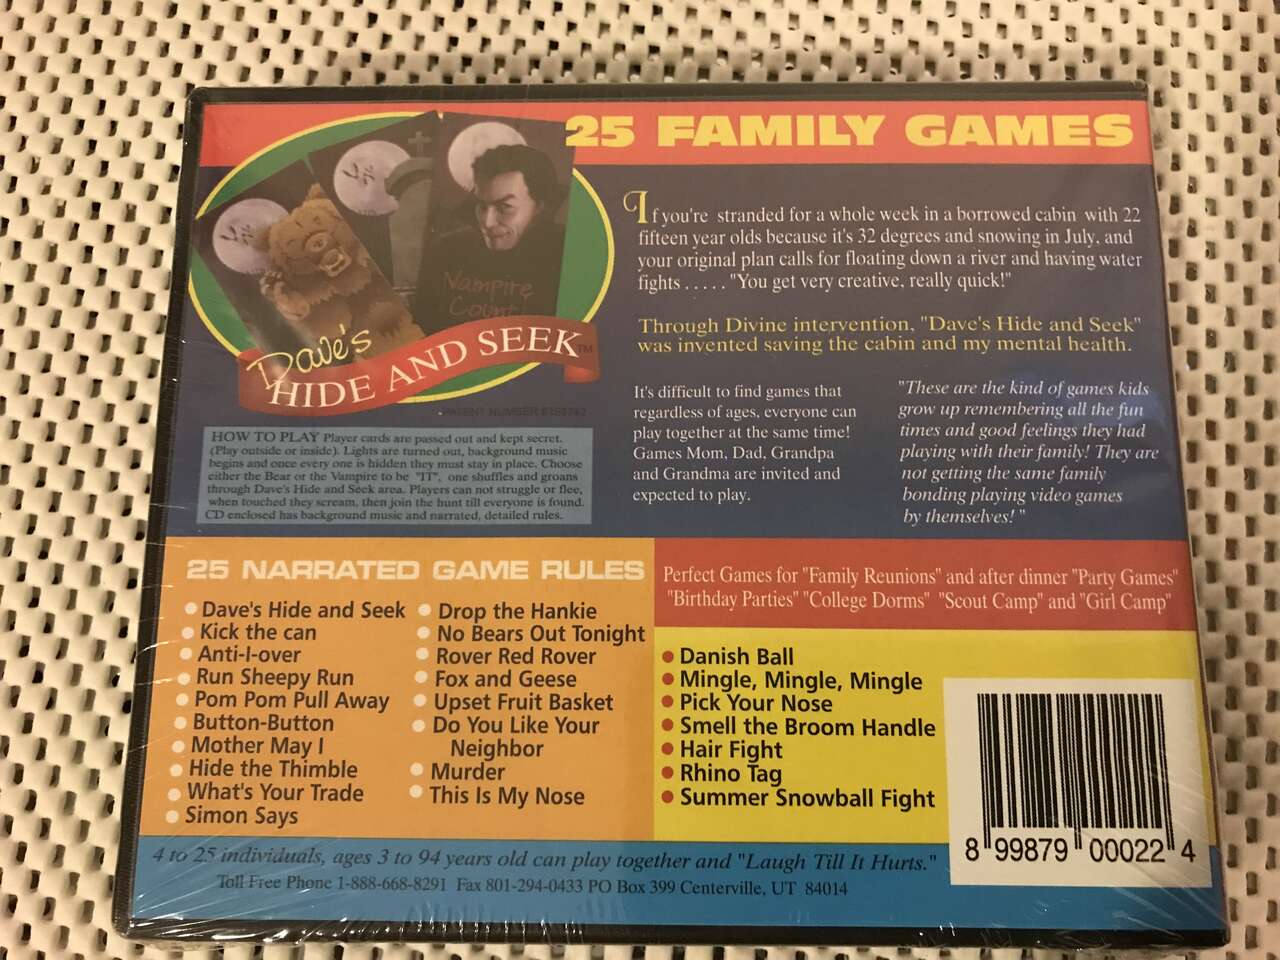 25 FAMILY GAMES
Vampire
Count
Dave's
HIDE AND SEEK™
PATENT NUMBER
If you're stranded for a whole week in a borrowed cabin with 22
fifteen year olds because it's 32 degrees and snowing in July, and
your original plan calls for floating down a river and having water
fights . . . . . "You get very creative, really quick!"
Through Divine intervention, "Dave's Hide and Seek"
was invented saving the cabin and my mental health.
It's difficult to find games that
regardless of ages, everyone can
play together at the same time!
Games Mom, Dad, Grandpa
and Grandma are invited and
expected to play.
"These are the kind of games kids
grow up remembering all the fun
times and good feelings they had
playing with their family! They are
not getting the same family
bonding playing video games
by themselves!"
HOW TO PLAY Player cards are passed out and kept secret.
(Play outside or inside). Lights are turned out, background music
begins and once every one is hidden they must stay in place. Choose
either the Bear or the Vampire to be "IT", one shuffles and groans
through Dave's Hide and Seek area. Players can not struggle or flee,
when touched they scream, then join the hunt till everyone is found.
CD enclosed has background music and narrated, detailed rules.
25 NARRATED GAME RULES
Dave's Hide and Seek
Kick the can
Anti-I-over
Run Sheepy Run
Pom Pom Pull Away
Button-Button
Mother May I
Hide the Thimble
What's Your Trade
Simon Says
Drop the Hankie
No Bears Out Tonight
Rover Red Rover
Fox and Geese
Upset Fruit Basket
Do You Like Your
Neighbor
Murder
This Is My Nose
Perfect Games for "Family Reunions" and after dinner "Party Games"
"Birthday Parties" "College Dorms" "Scout Camp" and "Girl Camp"
Danish Ball
Mingle, Mingle, Mingle
Pick Your Nose
Smell the Broom Handle
Hair Fight
Rhino Tag
Summer Snowball Fight
8 99879 00022 4
4 to 25 individuals, ages 3 to 94 years old can play together and "Laugh Till It Hurts."
Toll Free Phone 1-888-668-8291 Fax 801-294-0433 PO Box 399 Centerville, UT 84014